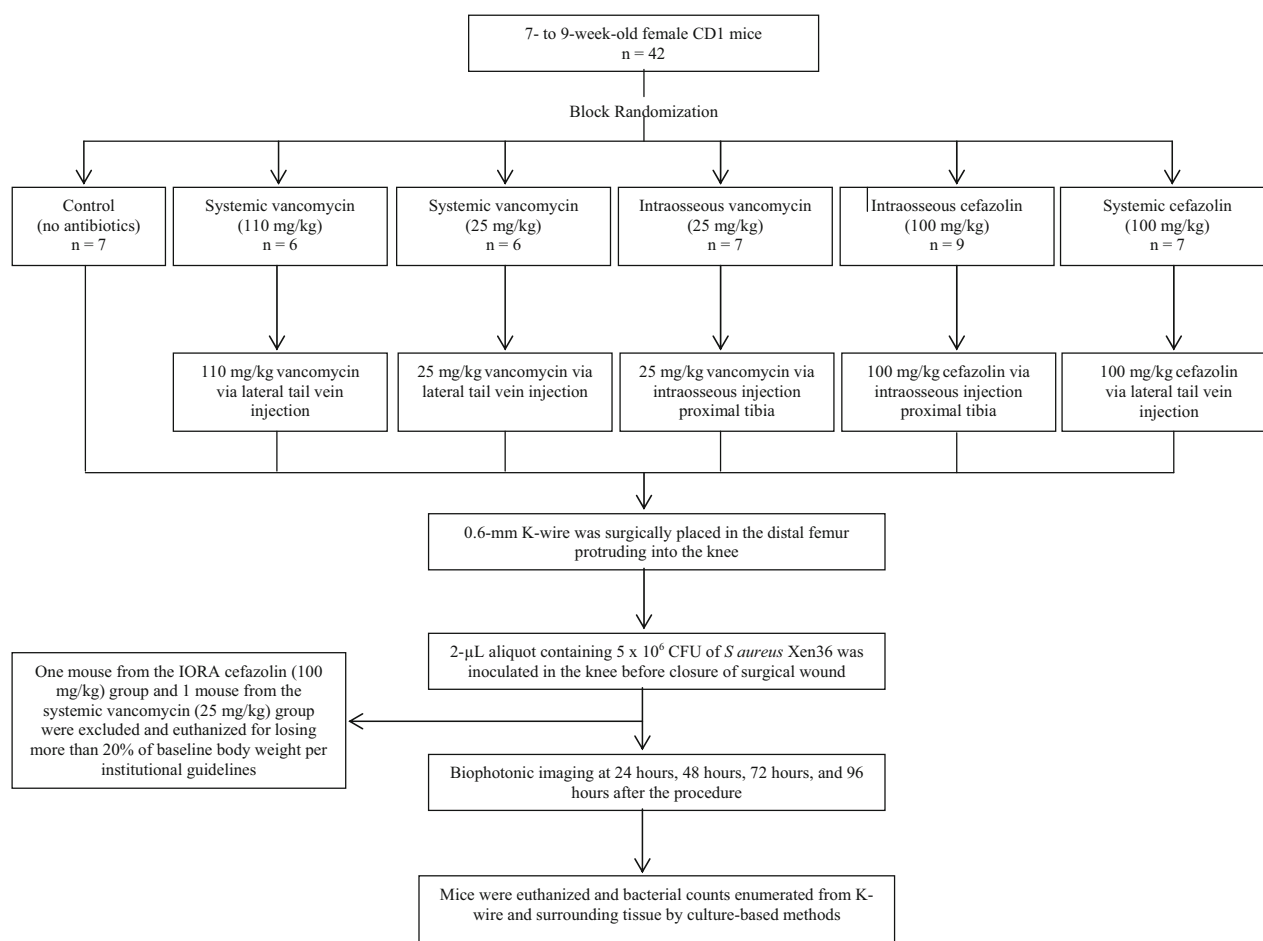 7- to 9-week-old female CD1 mice
n = 42
Block Randomization
Control
(no antibiotics)
n = 7
Systemic vancomycin
(110 mg/kg)
n = 6
Systemic vancomycin
(25 mg/kg)
n = 6
Intraosseous vancomycin
(25 mg/kg)
n = 7
Intraosseous cefazolin
(100 mg/kg)
n = 9
Systemic cefazolin
(100 mg/kg)
n = 7
110 mg/kg vancomycin
via lateral tail vein
injection
25 mg/kg vancomycin via
lateral tail vein injection
25 mg/kg vancomycin via
intraosseous injection
proximal tibia
100 mg/kg cefazolin via
intraosseous injection
proximal tibia
100 mg/kg cefazolin
via lateral tail vein
injection
0.6-mm K-wire was surgically placed in the distal femur
protruding into the knee
2-µL aliquot containing 5 x 10⁶ CFU of S aureus Xen36 was
inoculated in the knee before closure of surgical wound
One mouse from the IORA cefazolin (100
mg/kg) group and 1 mouse from the
systemic vancomycin (25 mg/kg) group
were excluded and euthanized for losing
more than 20% of baseline body weight per
institutional guidelines
Biophotonic imaging at 24 hours, 48 hours, 72 hours, and 96
hours after the procedure
Mice were euthanized and bacterial counts enumerated from K-
wire and surrounding tissue by culture-based methods